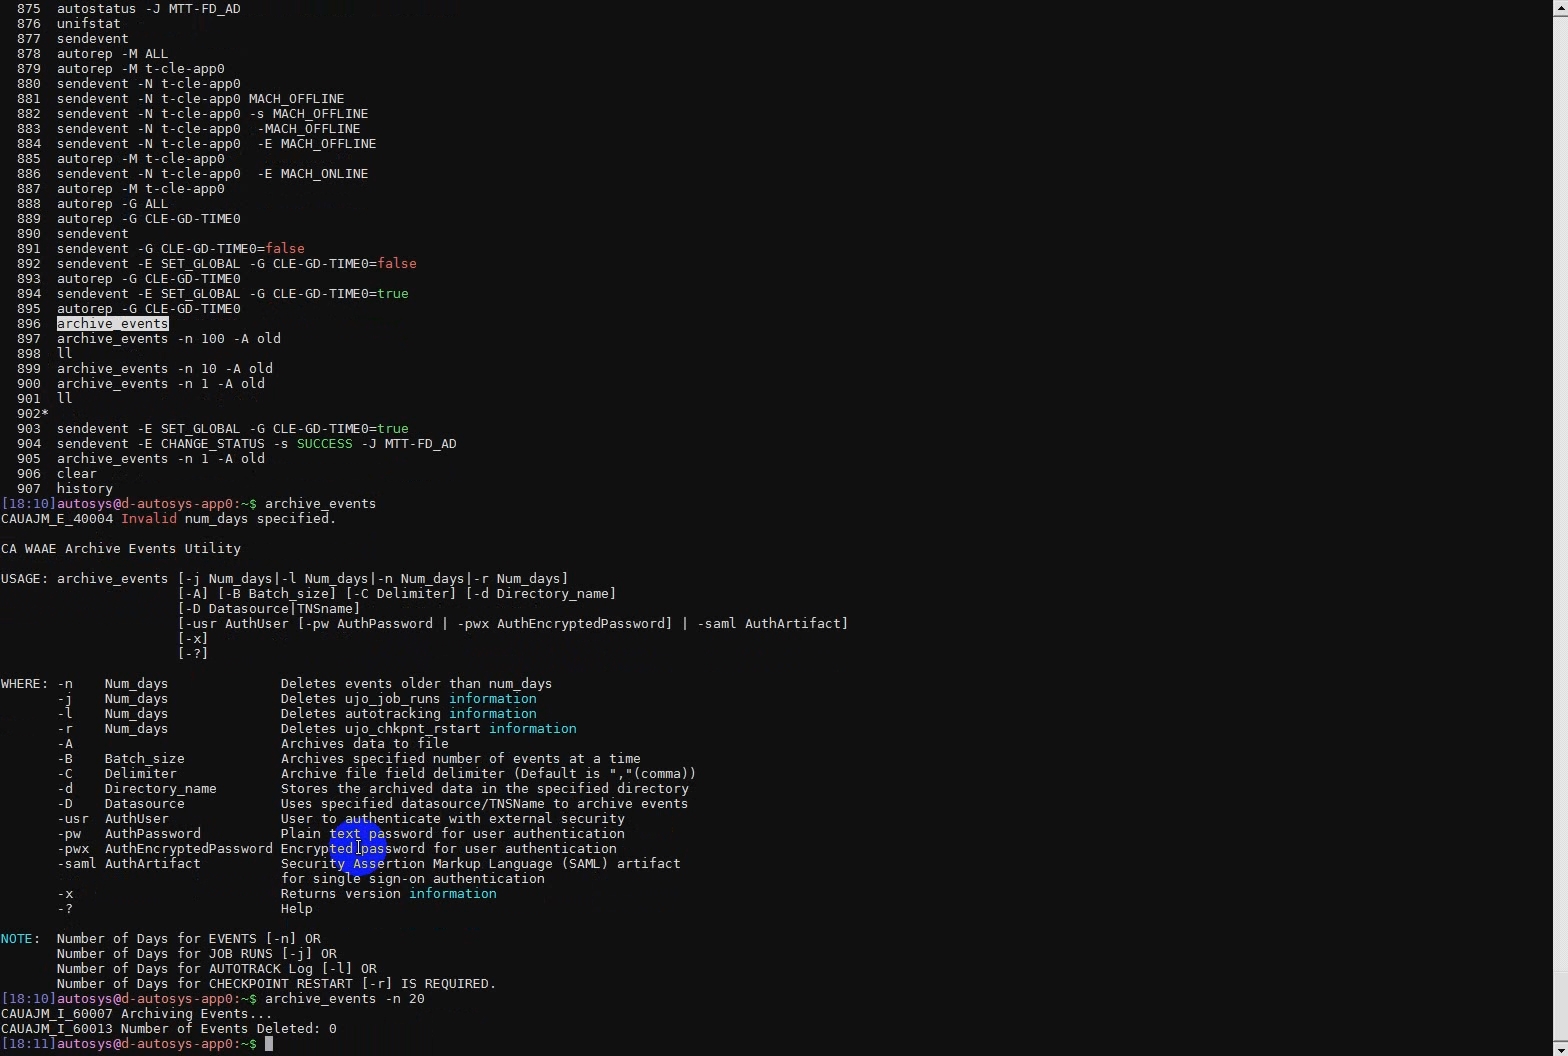 875  autostatus -J MTT-FD_AD
876  unifstat
877  sendevent
878  autorep -M ALL
879  autorep -M t-cle-app0
880  sendevent -N t-cle-app0
881  sendevent -N t-cle-app0 MACH_OFFLINE
882  sendevent -N t-cle-app0 -s MACH_OFFLINE
883  sendevent -N t-cle-app0  -MACH_OFFLINE
884  sendevent -N t-cle-app0  -E MACH_OFFLINE
885  autorep -M t-cle-app0
886  sendevent -N t-cle-app0  -E MACH_ONLINE
887  autorep -M t-cle-app0
888  autorep -G ALL
889  autorep -G CLE-GD-TIME0
890  sendevent
891  sendevent -G CLE-GD-TIME0=false
892  sendevent -E SET_GLOBAL -G CLE-GD-TIME0=false
893  autorep -G CLE-GD-TIME0
894  sendevent -E SET_GLOBAL -G CLE-GD-TIME0=true
895  autorep -G CLE-GD-TIME0
896  archive_events
897  archive_events -n 100 -A old
898  ll
899  archive_events -n 10 -A old
900  archive_events -n 1 -A old
901  ll
902*
903  sendevent -E SET_GLOBAL -G CLE-GD-TIME0=true
904  sendevent -E CHANGE_STATUS -s SUCCESS -J MTT-FD_AD
905  archive_events -n 1 -A old
906  clear
907  history
[18:10]autosys@d-autosys-app0:~$ archive_events
CAUAJM_E_40004 Invalid num_days specified.
CA WAAE Archive Events Utility
USAGE: archive_events [-j Num_days|-l Num_days|-n Num_days|-r Num_days]
[-A] [-B Batch_size] [-C Delimiter] [-d Directory_name]
[-D Datasource|TNSname]
[-usr AuthUser [-pw AuthPassword | -pwx AuthEncryptedPassword] | -saml AuthArtifact]
[-x]
[-?]
WHERE: -n    Num_days              Deletes events older than num_days
-j    Num_days              Deletes ujo_job_runs information
-l    Num_days              Deletes autotracking information
-r    Num_days              Deletes ujo_chkpnt_rstart information
-A                          Archives data to file
-B    Batch_size            Archives specified number of events at a time
-C    Delimiter             Archive file field delimiter (Default is ","(comma))
-d    Directory_name        Stores the archived data in the specified directory
-D    Datasource            Uses specified datasource/TNSName to archive events
-usr  AuthUser              User to authenticate with external security
-pw   AuthPassword          Plain text password for user authentication
-pwx  AuthEncryptedPassword Encrypted password for user authentication
-saml AuthArtifact          Security Assertion Markup Language (SAML) artifact
for single sign-on authentication
-x                          Returns version information
-?                          Help
NOTE:  Number of Days for EVENTS [-n] OR
Number of Days for JOB RUNS [-j] OR
Number of Days for AUTOTRACK Log [-l] OR
Number of Days for CHECKPOINT RESTART [-r] IS REQUIRED.
[18:10]autosys@d-autosys-app0:~$ archive_events -n 20
CAUAJM_I_60007 Archiving Events...
CAUAJM_I_60013 Number of Events Deleted: 0
[18:11]autosys@d-autosys-app0:~$